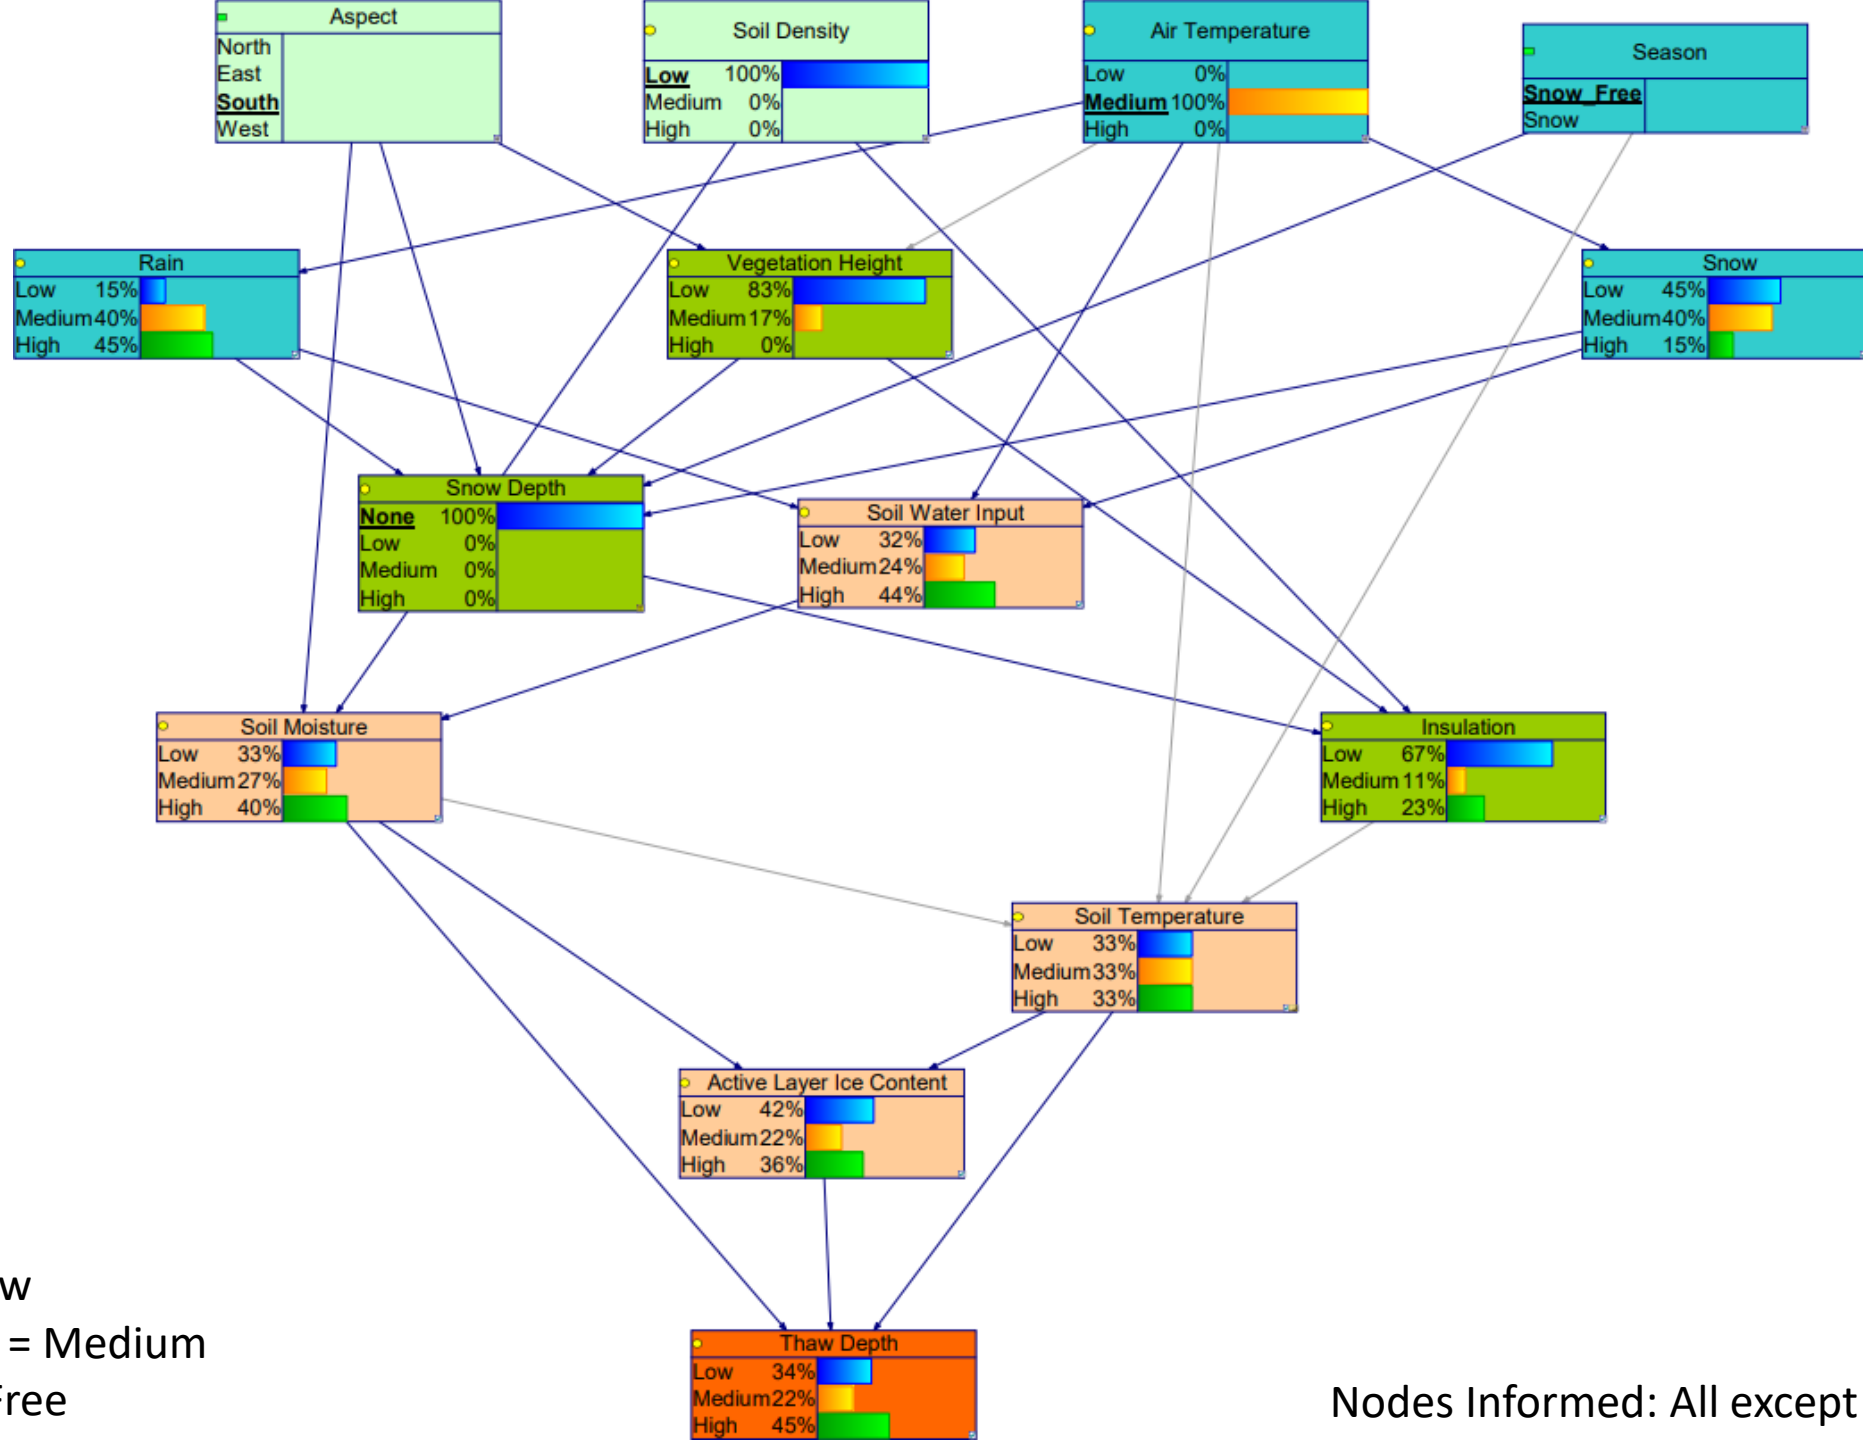 Aspect
North
East
South
West
Soil Density
Low 100%
Medium 0%
High 0%
Air Temperature
Low 0%
Medium 100%
High 0%
Season
Snow_Free
Snow
Rain
Low 15%
Medium 40%
High 45%
Vegetation Height
Low 83%
Medium 17%
High 0%
Snow
Low 45%
Medium 40%
High 15%
Snow Depth
None 100%
Low 0%
Medium 0%
High 0%
Soil Water Input
Low 32%
Medium 24%
High 44%
Soil Moisture
Low 33%
Medium 27%
High 40%
Insulation
Low 67%
Medium 11%
High 23%
Soil Temperature
Low 33%
Medium 33%
High 33%
Active Layer Ice Content
Low 42%
Medium 22%
High 36%
Thaw Depth
Low 34%
Medium 22%
High 45%
w
= Medium
Free
Nodes Informed: All except